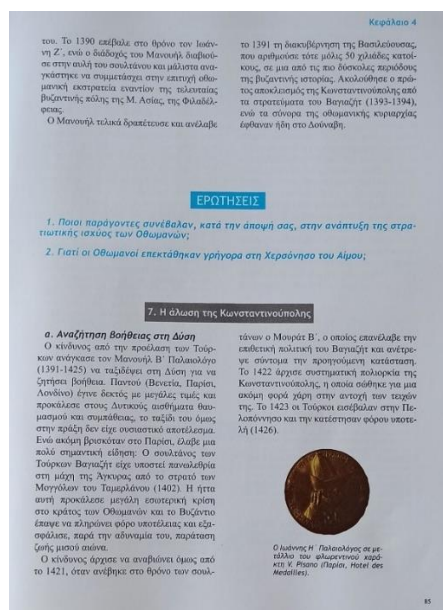 Κεφάλαιο 4
του. Το 1390 επέβαλε στο θρόνο τον Ιωάν-
νη Ζ΄, ενώ ο διάδοχός του Μανουήλ διαβιού-
σε στην αυλή του σουλτάνου και μάλιστα ανα-
γκάστηκε να συμμετάσχει στην επιτυχή οθω-
μανική εκστρατεία εναντίον της τελευταίας
βυζαντινής πόλης της Μ. Ασίας, της Φιλαδέλ-
φειας.
Ο Μανουήλ τελικά δραπέτευσε και ανέλαβε
το 1391 τη διακυβέρνηση της Βασιλεύουσας,
που αριθμούσε τότε μόλις 50 χιλιάδες κατοί-
κους, σε μια από τις πιο δύσκολες περιόδους
της βυζαντινής ιστορίας. Ακολούθησε ο πρώ-
τος αποκλεισμός της Κωνσταντινούπολης από
τα στρατεύματα του Βαγιαζήτ (1393-1394),
ενώ τα σύνορα της οθωμανικής κυριαρχίας
έφθαναν ήδη στο Δούναβη.
ΕΡΩΤΗΣΕΙΣ
1. Ποιοι παράγοντες συνέβαλαν, κατά την άποψή σας, στην ανάπτυξη της στρα-
τιωτικής ισχύος των Οθωμανών;
2. Γιατί οι Οθωμανοί επεκτάθηκαν γρήγορα στη Χερσόνησο του Αίμου;
7. Η άλωση της Κωνσταντινούπολης
α. Αναζήτηση βοήθειας στη Δύση
Ο κίνδυνος από την προέλαση των Τούρ-
κων ανάγκασε τον Μανουήλ Β΄ Παλαιολόγο
(1391-1425) να ταξιδέψει στη Δύση για να
ζητήσει βοήθεια. Παντού (Βενετία, Παρίσι,
Λονδίνο) έγινε δεκτός με μεγάλες τιμές και
προκάλεσε στους Δυτικούς αισθήματα θαυ-
μασμού και συμπάθειας, το ταξίδι του όμως
στην πράξη δεν είχε ουσιαστικό αποτέλεσμα.
Ενώ ακόμη βρισκόταν στο Παρίσι, έλαβε μια
πολύ σημαντική είδηση: Ο σουλτάνος των
Τούρκων Βαγιαζήτ είχε υποστεί πανωλεθρία
στη μάχη της Άγκυρας από το στρατό των
Μογγόλων του Ταμερλάνου (1402). Η ήττα
αυτή προκάλεσε μεγάλη εσωτερική κρίση
στο κράτος των Οθωμανών και το Βυζάντιο
έπαψε να πληρώνει φόρο υποτέλειας και εξα-
σφάλισε, παρά την αδυναμία του, παράταση
ζωής μισού αιώνα.
Ο κίνδυνος άρχισε να αναβιώνει όμως από
το 1421, όταν ανέβηκε στο θρόνο των σουλ-
τάνων ο Μουράτ Β΄, ο οποίος επανέλαβε την
επιθετική πολιτική του Βαγιαζήτ και ανέτρε-
ψε σύντομα την προηγούμενη κατάσταση.
Το 1422 άρχισε συστηματική πολιορκία της
Κωνσταντινούπολης, η οποία σώθηκε για μια
ακόμη φορά χάρη στην αντοχή των τειχών
της. Το 1423 οι Τούρκοι εισέβαλαν στην Πε-
λοπόννησο και την κατέστησαν φόρου υποτε-
λή (1426).
Ο Ιωάννης Η΄ Παλαιολόγος σε με-
τάλλιο του φλωρεντινού χαρά-
κτη V. Pisano (Παρίσι, Hotel des
Medailles).
85